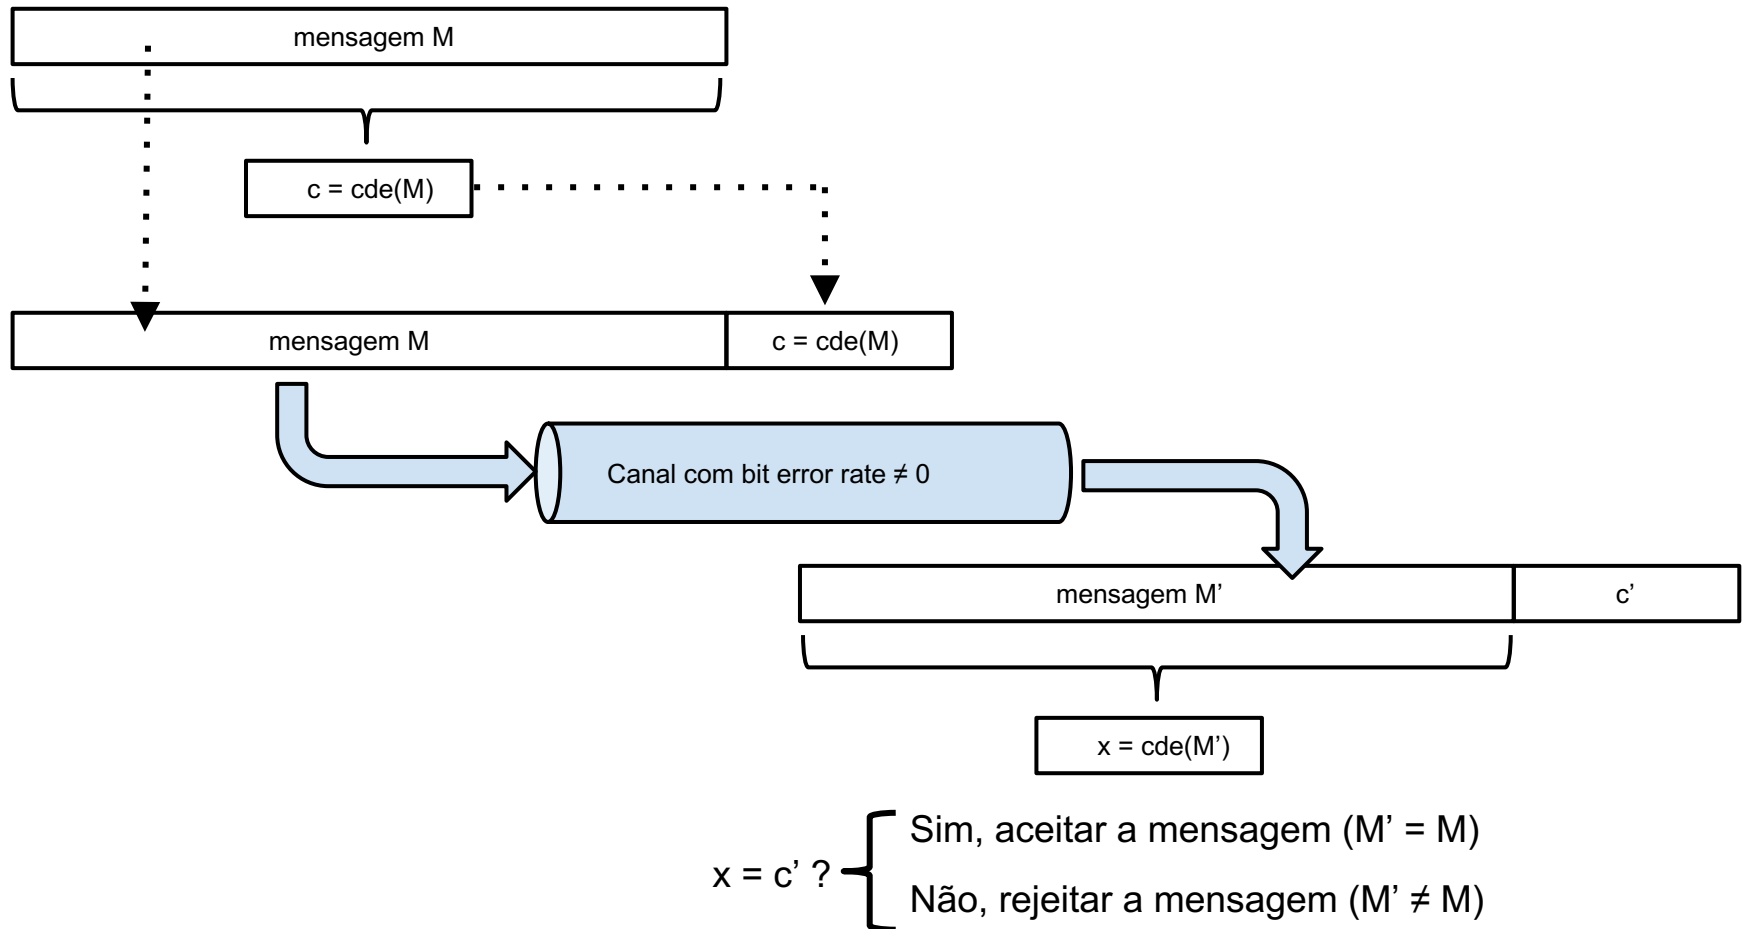 mensagem M
c = cde(M)
mensagem M
c = cde(M)
Canal com bit error rate ≠ 0
mensagem M’
c’
x = cde(M’)
x = c’ ?
Sim, aceitar a mensagem (M’ = M)
Não, rejeitar a mensagem (M’ ≠ M)